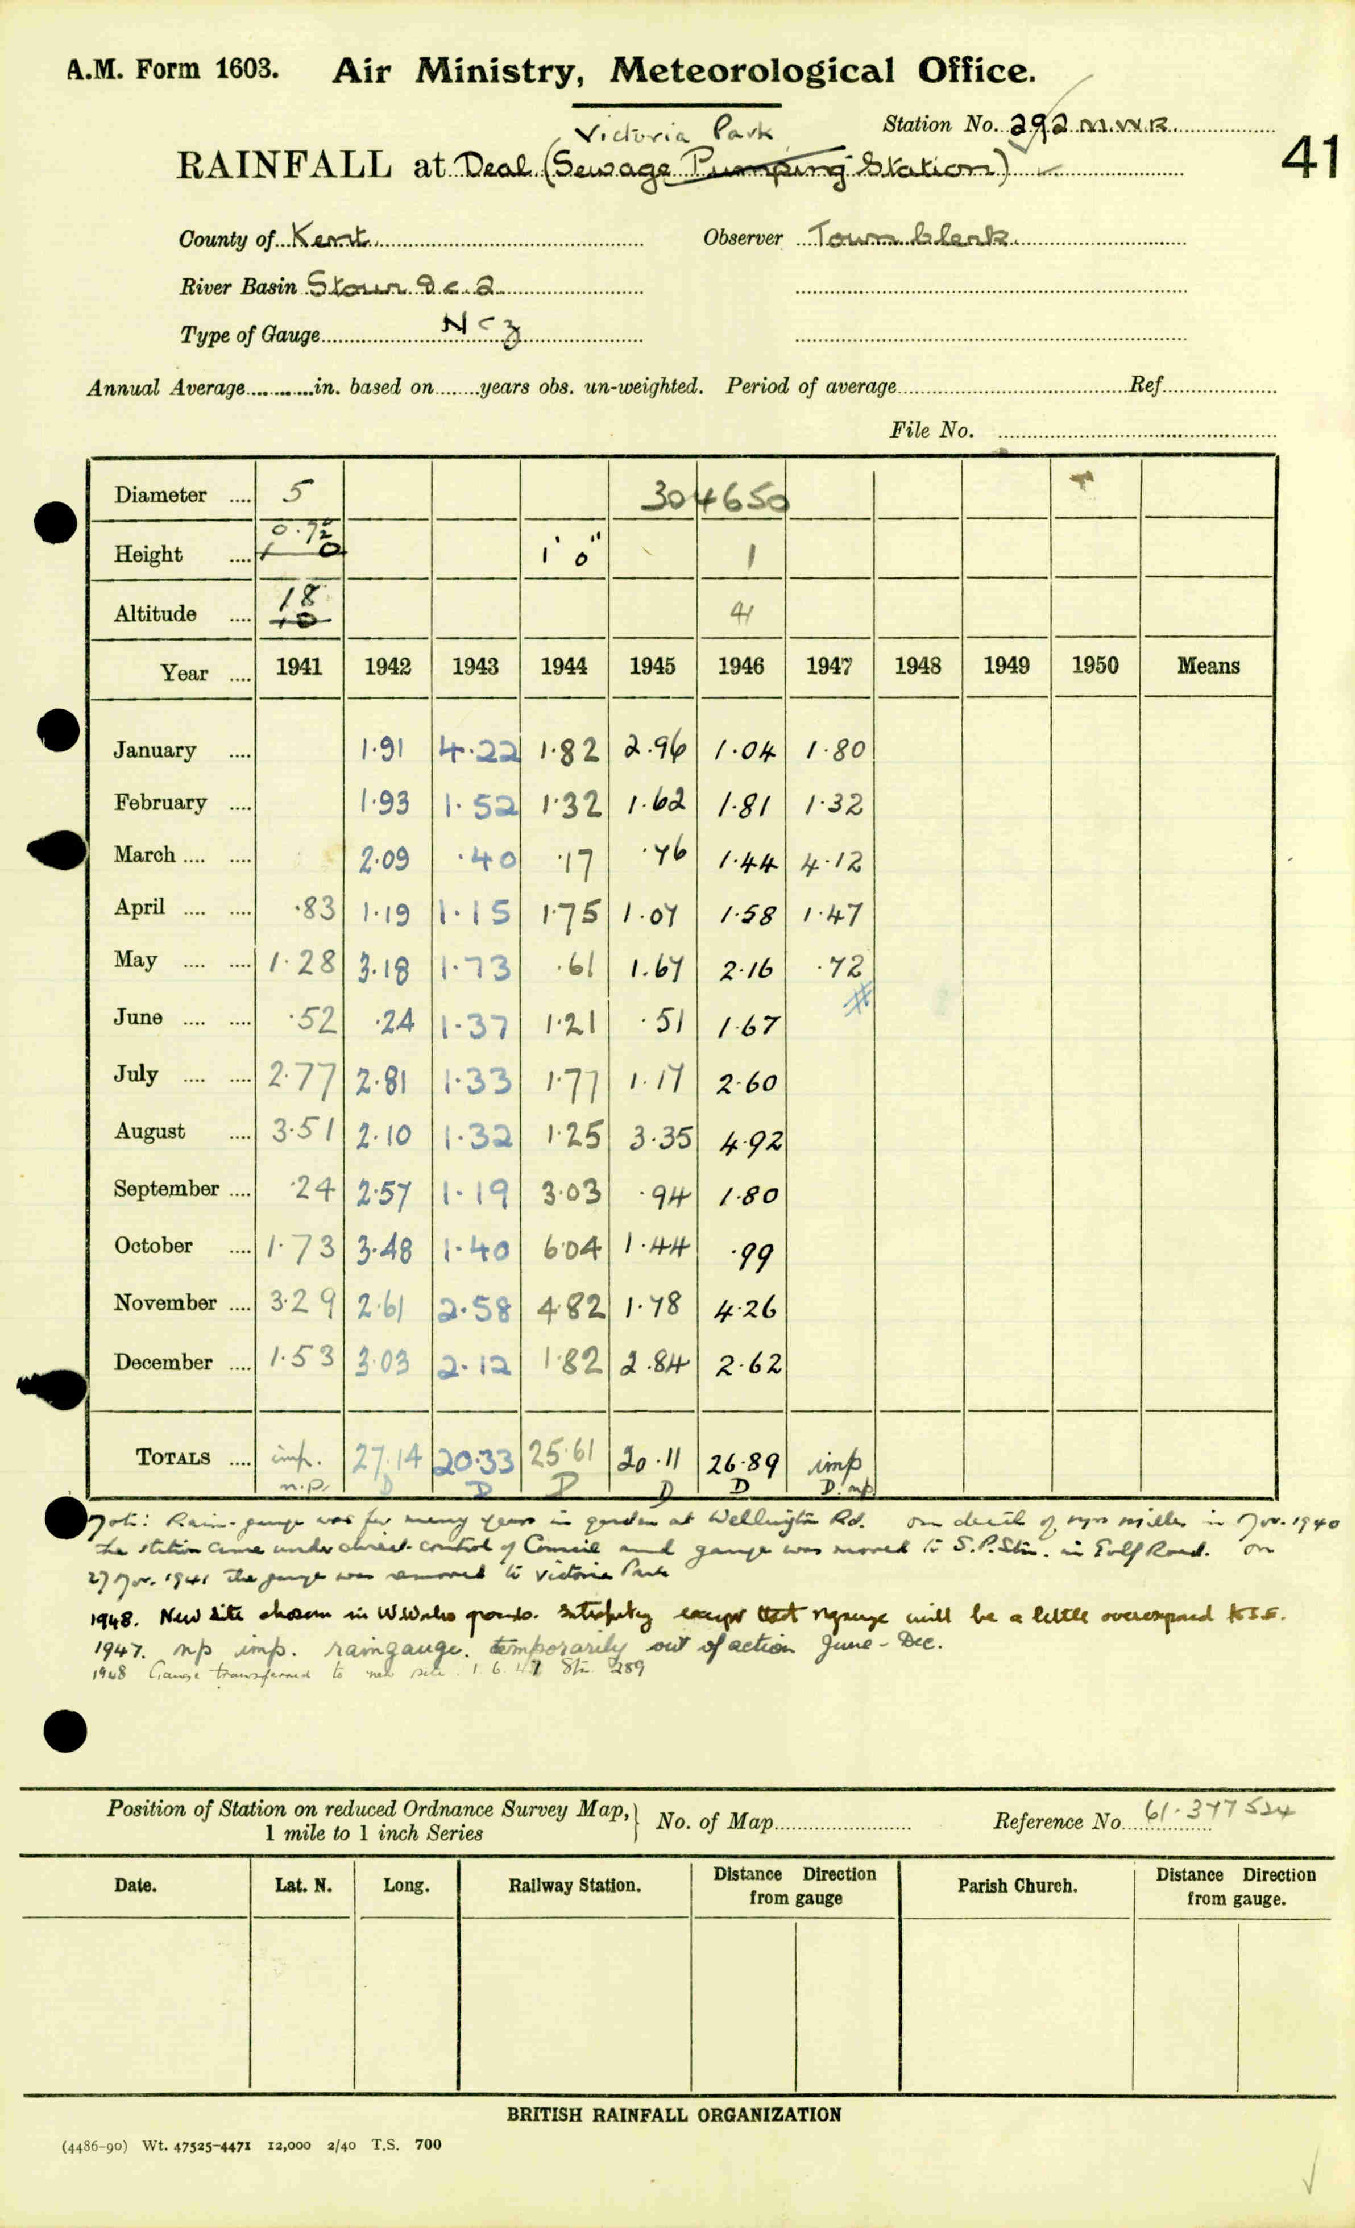 A.M. Form 1603. Air Ministry, Meteorological Office.
Victoria Park
Station No. 292 M.W.R.
41
RAINFALL at Deal (Sewage Pumping Station)
County of Kent Observer Town Clerk
River Basin Stour &c. 2
Type of Gauge N < 3
Annual Average in. based on years obs. un-weighted. Period of average Ref.
File No.
Diameter 5 304650
0.7
Height 1 0 1' 0" 1
18
Altitude 10 4
Year 1941 1942 1943 1944 1945 1946 1947 1948 1949 1950 Means
January 1.91 4.22 1.82 2.96 1.04 1.80
February 1.93 1.52 1.32 1.62 1.81 1.32
March 2.09 .40 .17 .76 1.44 4.12
April .83 1.19 1.15 1.75 1.07 1.58 1.47
May 1.28 3.18 1.73 .61 1.67 2.16 .72
#
June .52 .24 1.37 1.21 .51 1.67
July 2.77 2.81 1.33 1.77 1.17 2.60
August 3.51 2.10 1.32 1.25 3.35 4.92
September .24 2.57 1.19 3.03 .94 1.80
October 1.73 3.48 1.40 6.04 1.44 .99
November 3.29 2.61 2.58 4.82 1.78 4.26
December 1.53 3.03 2.12 1.82 2.84 2.62
TOTALS imp. 27.14 20.33 25.61 20.11 26.89 imp
n.p. D D D D D D. np
Note: Rain-gauge was for many years in garden at Wellington Rd. On death of Miller in Nov. 1940
the station came under direct control of Council and gauge was moved to S.P.Stn. in Golf Road. On
27 Nov. 1941 the gauge was removed to Victoria Park
1948. New site chosen in W.Works grounds. Satisfactory except that gauge will be a little overexposed to S.E.
1947. np imp. raingauge temporarily out of action June - Dec.
1948 Gauge transferred to new site 1.6.47 Stn. 289
Position of Station on reduced Ordnance Survey Map, No. of Map Reference No. 61.377524
1 mile to 1 inch Series
Date. Lat. N. Long. Railway Station. Distance Direction from gauge Parish Church. Distance Direction from gauge.
BRITISH RAINFALL ORGANIZATION
(4486-90) Wt. 47525-4471 12,000 2/40 T.S. 700